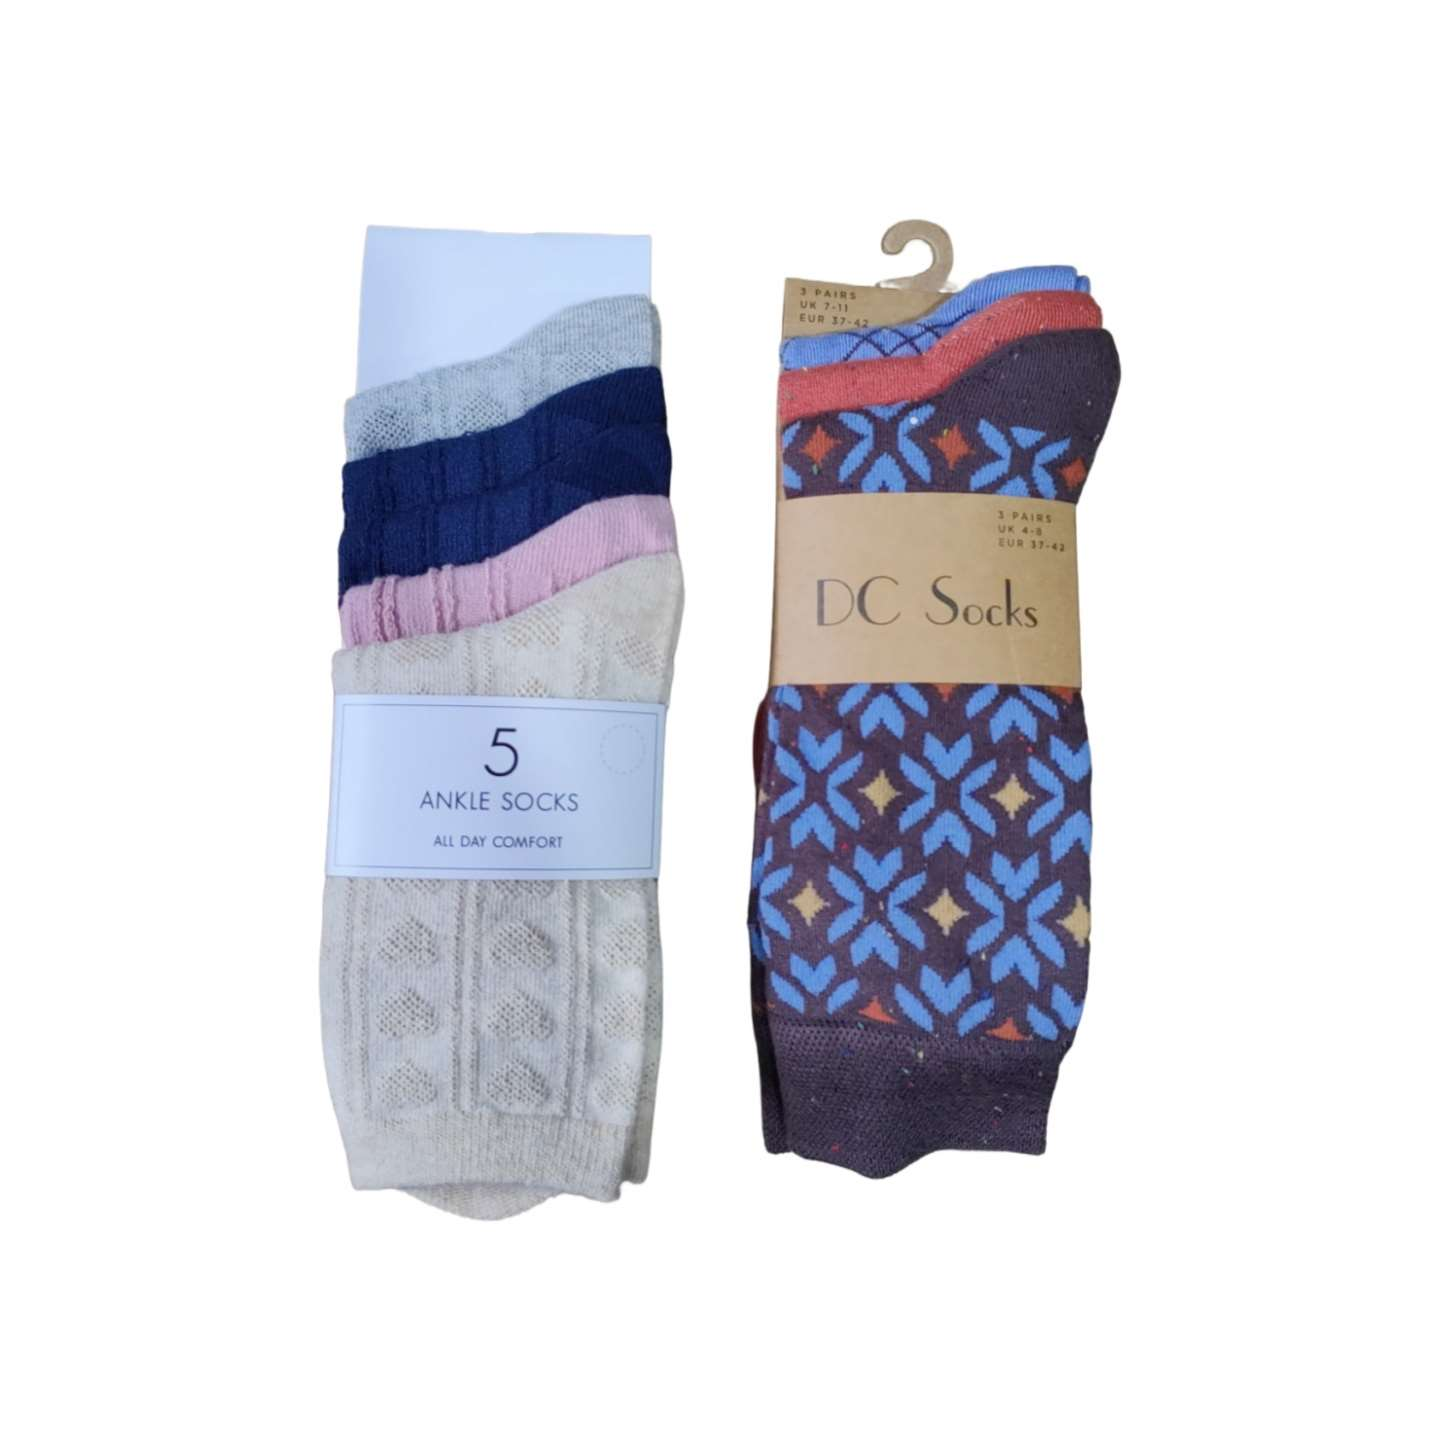 5
ANKLE SOCKS
ALL DAY COMFORT
3 PAIRS
UK 7-11
EUR 37-42
3 PAIRS
UK 4-8
EUR 37-42
DC Socks